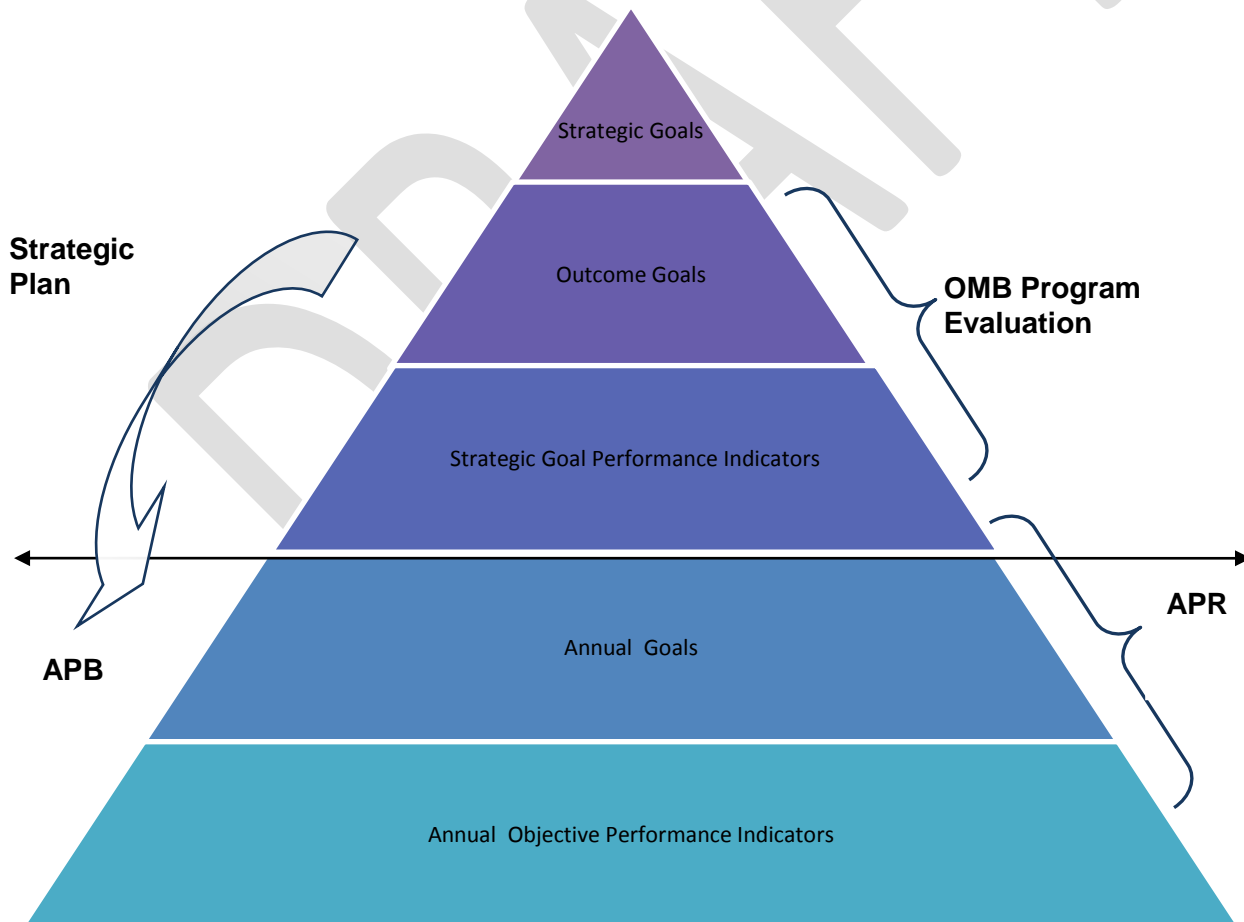 Strategic Goals
Strategic
Plan
Outcome Goals
OMB Program
Evaluation
Strategic Goal Performance Indicators
APR
Annual Goals
APB
Annual Objective Performance Indicators